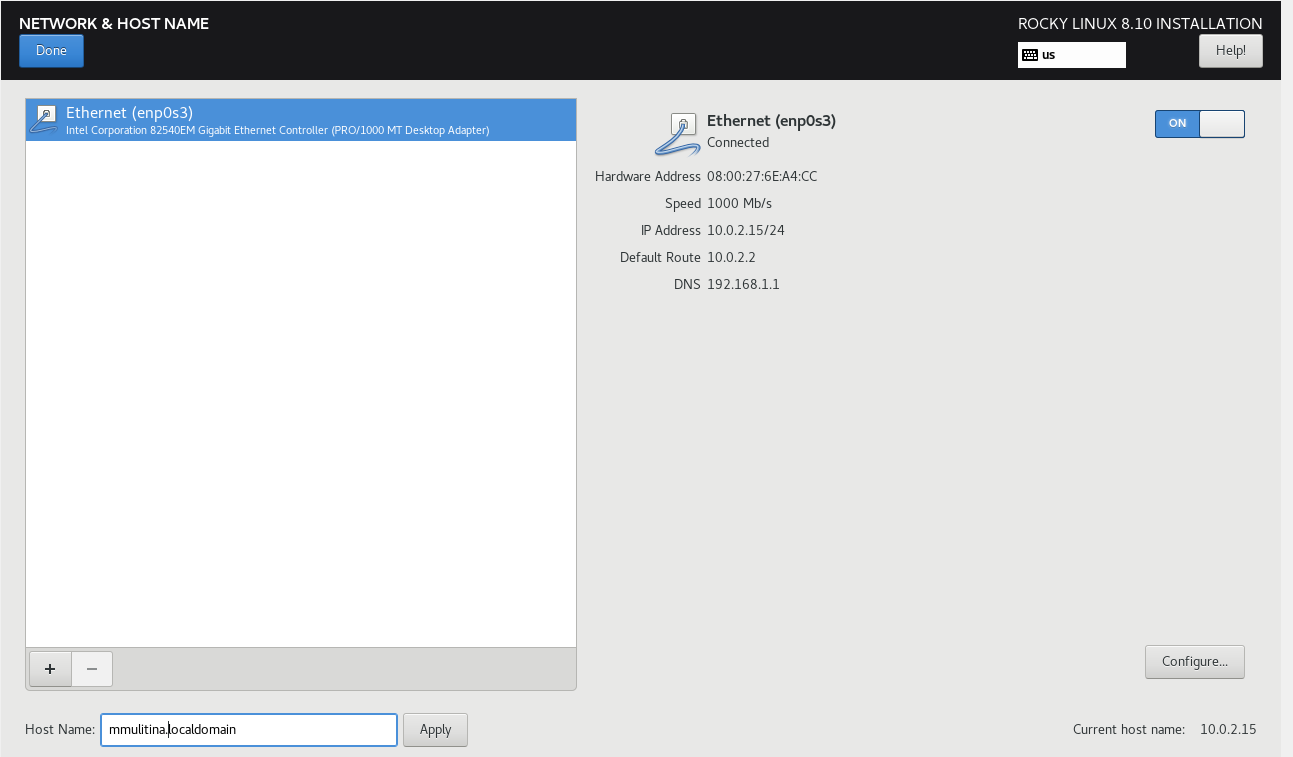 NETWORK & HOST NAME
ROCKY LINUX 8.10 INSTALLATION
Done
us
Help!
Ethernet (enp0s3)
Intel Corporation 82540EM Gigabit Ethernet Controller (PRO/1000 MT Desktop Adapter)
Ethernet (enp0s3)
Connected
ON
Hardware Address 08:00:27:6E:A4:CC
Speed 1000 Mb/s
IP Address 10.0.2.15/24
Default Route 10.0.2.2
DNS 192.168.1.1
+ −
Configure...
Host Name: mmulitina.localdomain Apply
Current host name: 10.0.2.15